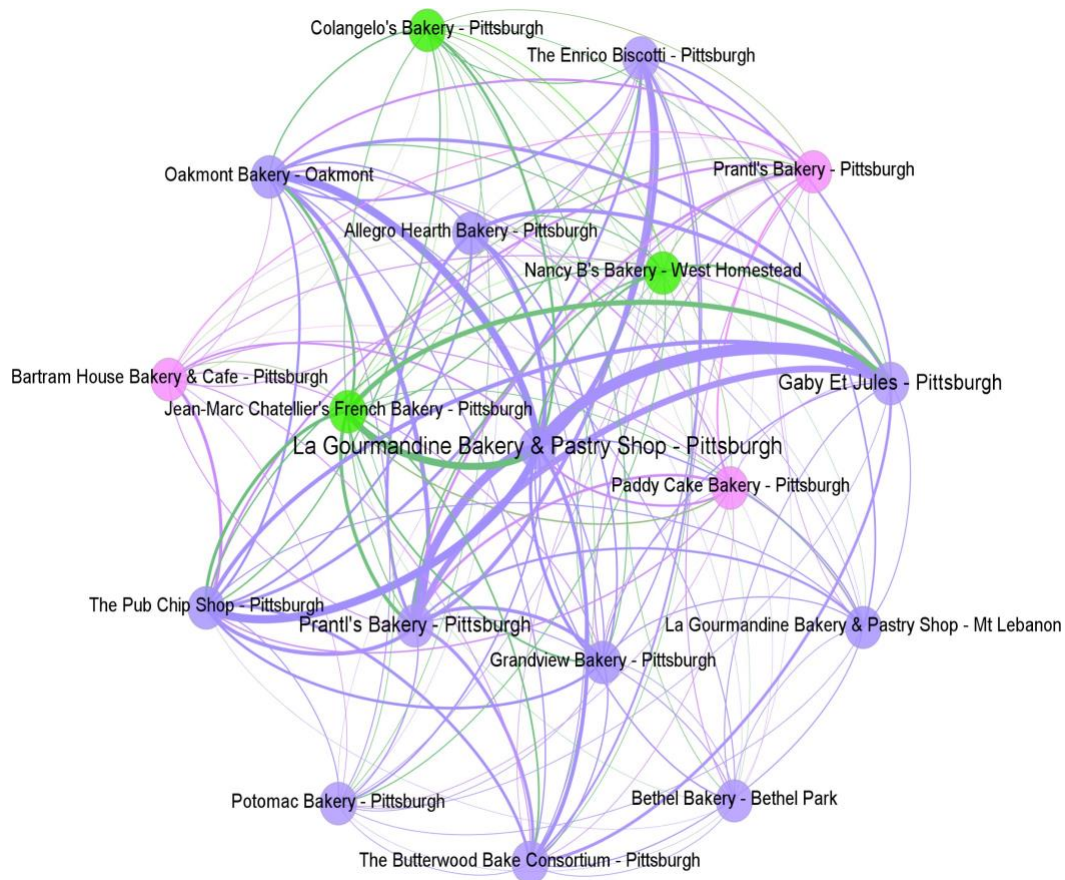 Colangelo's Bakery - Pittsburgh
The Enrico Biscotti - Pittsburgh
Oakmont Bakery - Oakmont
Prantl's Bakery - Pittsburgh
Allegro Hearth Bakery - Pittsburgh
Nancy B's Bakery - West Homestead
Bartram House Bakery & Cafe - Pittsburgh
Gaby Et Jules - Pittsburgh
Jean-Marc Chatellier's French Bakery - Pittsburgh
La Gourmandine Bakery & Pastry Shop - Pittsburgh
Paddy Cake Bakery - Pittsburgh
The Pub Chip Shop - Pittsburgh
Prantl's Bakery - Pittsburgh
La Gourmandine Bakery & Pastry Shop - Mt Lebanon
Grandview Bakery - Pittsburgh
Potomac Bakery - Pittsburgh
Bethel Bakery - Bethel Park
The Butterwood Bake Consortium - Pittsburgh